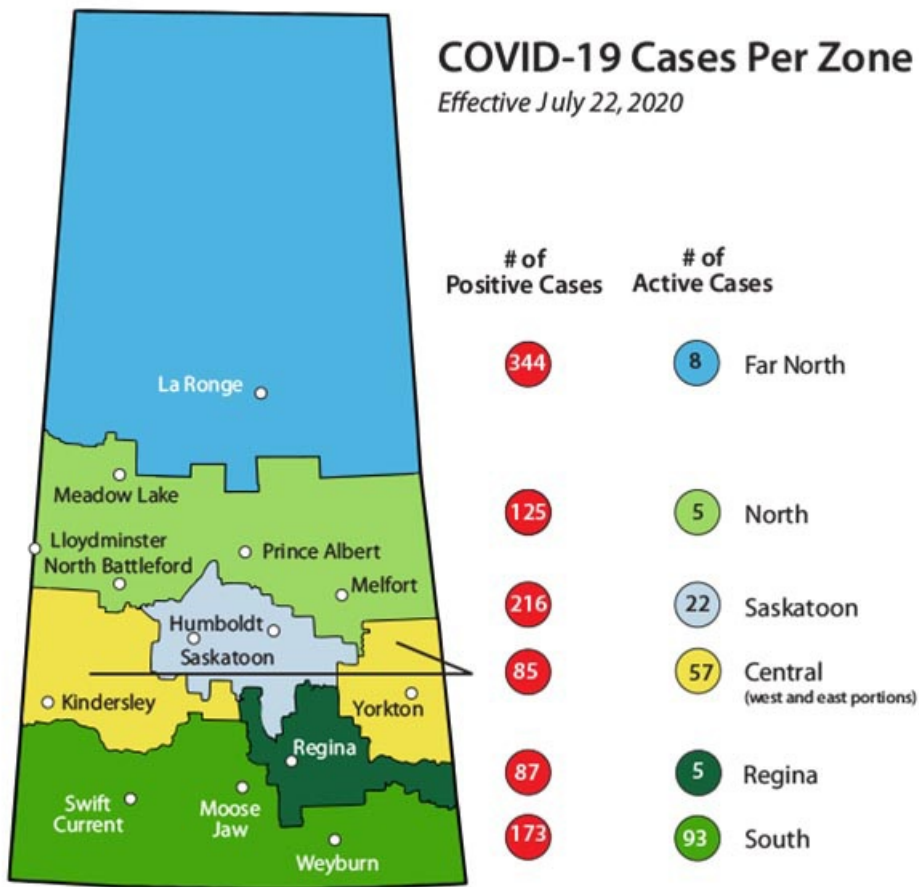 COVID-19 Cases Per Zone
Effective July 22, 2020
# of
Positive Cases
# of
Active Cases
344
8
Far North
125
5
North
216
22
Saskatoon
85
57
Central
(west and east portions)
87
5
Regina
173
93
South
La Ronge
Meadow Lake
Lloydminster
North Battleford
Prince Albert
Melfort
Humboldt
Saskatoon
Kindersley
Yorkton
Regina
Swift
Current
Moose
Jaw
Weyburn